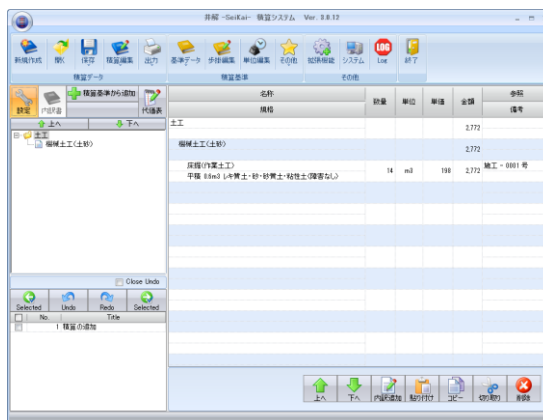 井解 -SeiKai- 積算システム Ver. 8.8.12
新規作成 開く 保存 積算編集 出力 基準データ 歩掛編集 単位編集 その他 拡張機能 システム Log 終了
積算データ 積算基準 その他
設定 内訳書 積算基準から追加 代価表
上へ 下へ
名称 数量 単位 単価 金額 参照
規格 備考
土工
機械土工(土砂)
土工 2,772
機械土工(土砂) 2,772
床掘(作業土工) 14 m3 198 2,772 施工 - 0001 号
平積 0.6m3 レキ質土・砂・砂質土・粘性土(障害なし)
Close Undo
Selected Undo Redo Selected
No. Title
1 積算の追加
上へ 下へ 内訳追加 貼り付け コピー 切り取り 削除